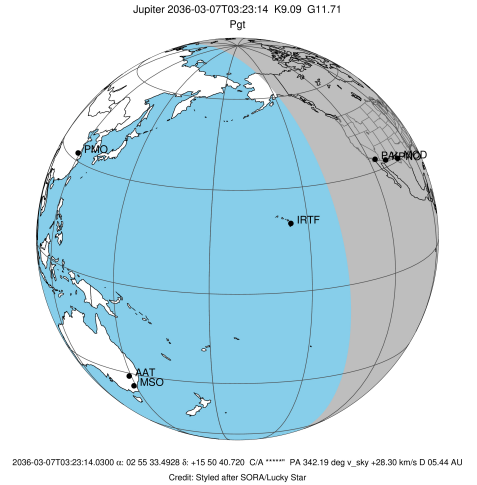 Jupiter 2036-03-07T03:23:14 K9.09 G11.71
Pgt
PMO
IRTF
AAT
MSO
2036-03-07T03:23:14.0300 α: 02 55 33.4928 δ: +15 50 40.720 C/A *****" PA 342.19 deg v_sky +28.30 km/s D 05.44 AU
Credit: Styled after SORA/Lucky Star